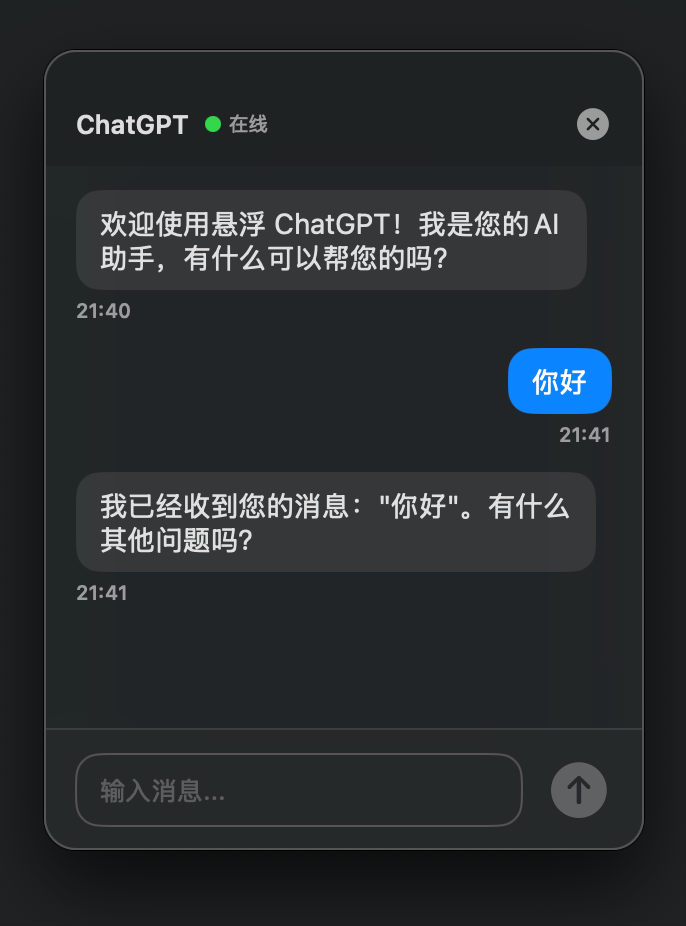 ChatGPT 在线
欢迎使用悬浮 ChatGPT！我是您的AI
助手，有什么可以帮您的吗？
21:40
你好
21:41
我已经收到您的消息："你好"。有什么
其他问题吗？
21:41
输入消息...